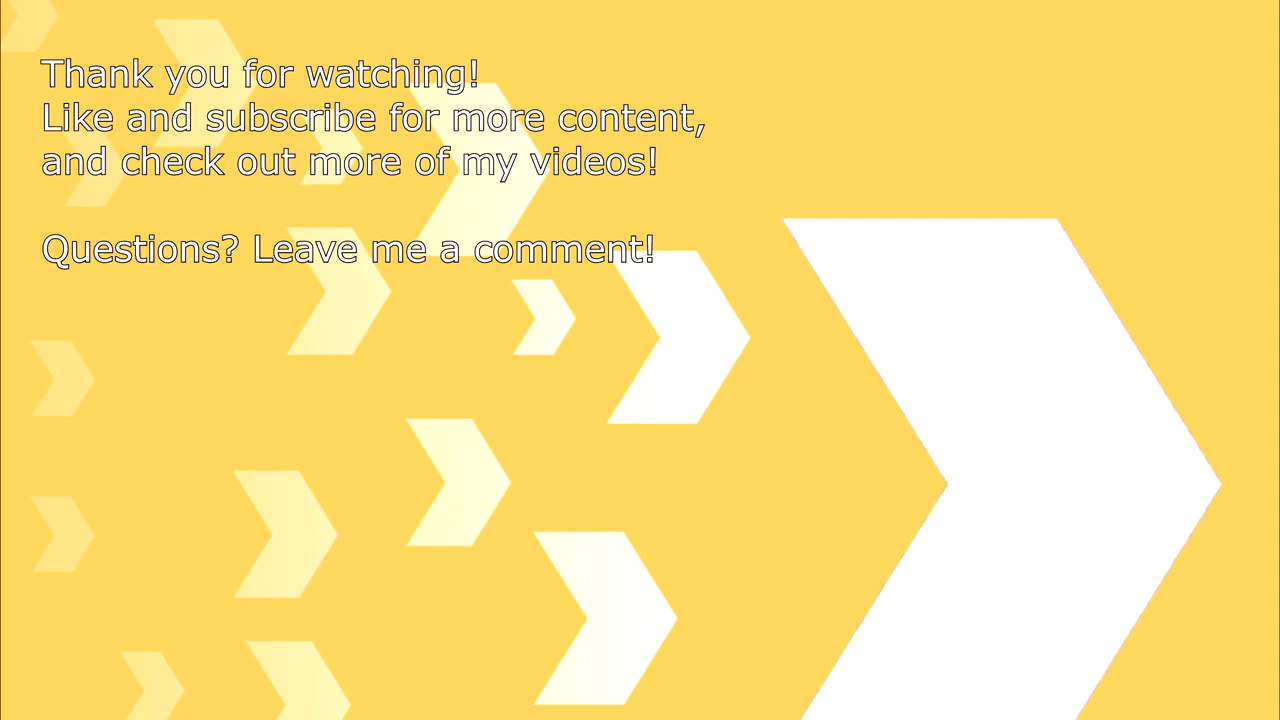 Thank you for watching!
Like and subscribe for more content,
and check out more of my videos!
Questions? Leave me a comment!